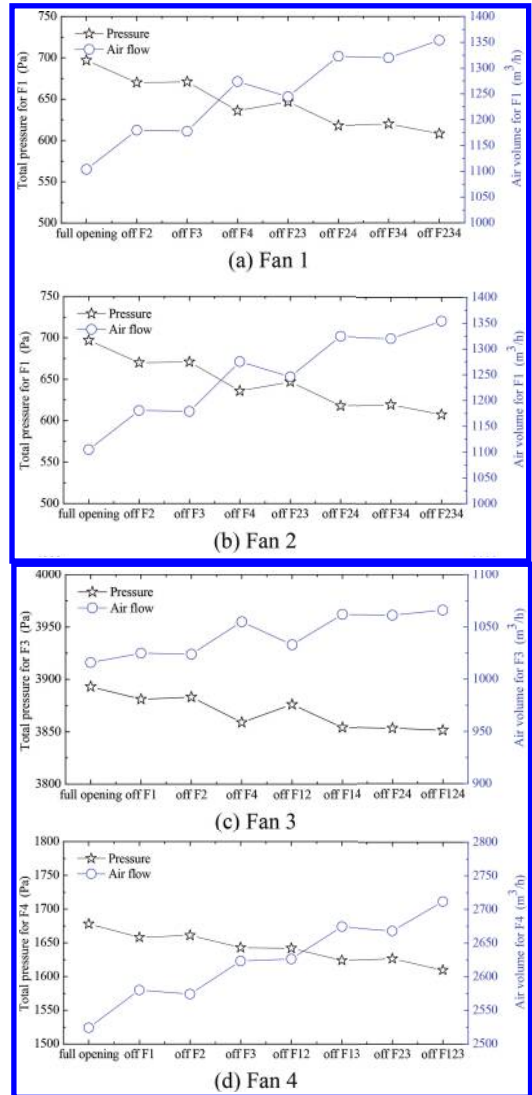 750
700
650
600
550
500
Total pressure for F1 (Pa)
Pressure
Air flow
1400
1350
1300
1250
1200
1150
1100
1050
1000
Air volume for F1 (m³/h)
full opening off F2 off F3 off F4 off F23 off F24 off F34 off F234
(a) Fan 1
750
700
650
600
550
500
Total pressure for F1 (Pa)
Pressure
Air flow
1400
1350
1300
1250
1200
1150
1100
1050
1000
Air volume for F1 (m³/h)
full opening off F2 off F3 off F4 off F23 off F24 off F34 off F234
(b) Fan 2
4000
3950
3900
3850
3800
Total pressure for F3 (Pa)
Pressure
Air flow
1100
1050
1000
950
900
Air volume for F3 (m³/h)
full opening off F1 off F2 off F4 off F12 off F14 off F24 off F124
(c) Fan 3
1800
1750
1700
1650
1600
1550
1500
Total pressure for F4 (Pa)
Pressure
Air flow
2800
2750
2700
2650
2600
2550
2500
Air volume for F4 (m³/h)
full opening off F1 off F2 off F3 off F12 off F13 off F23 off F123
(d) Fan 4